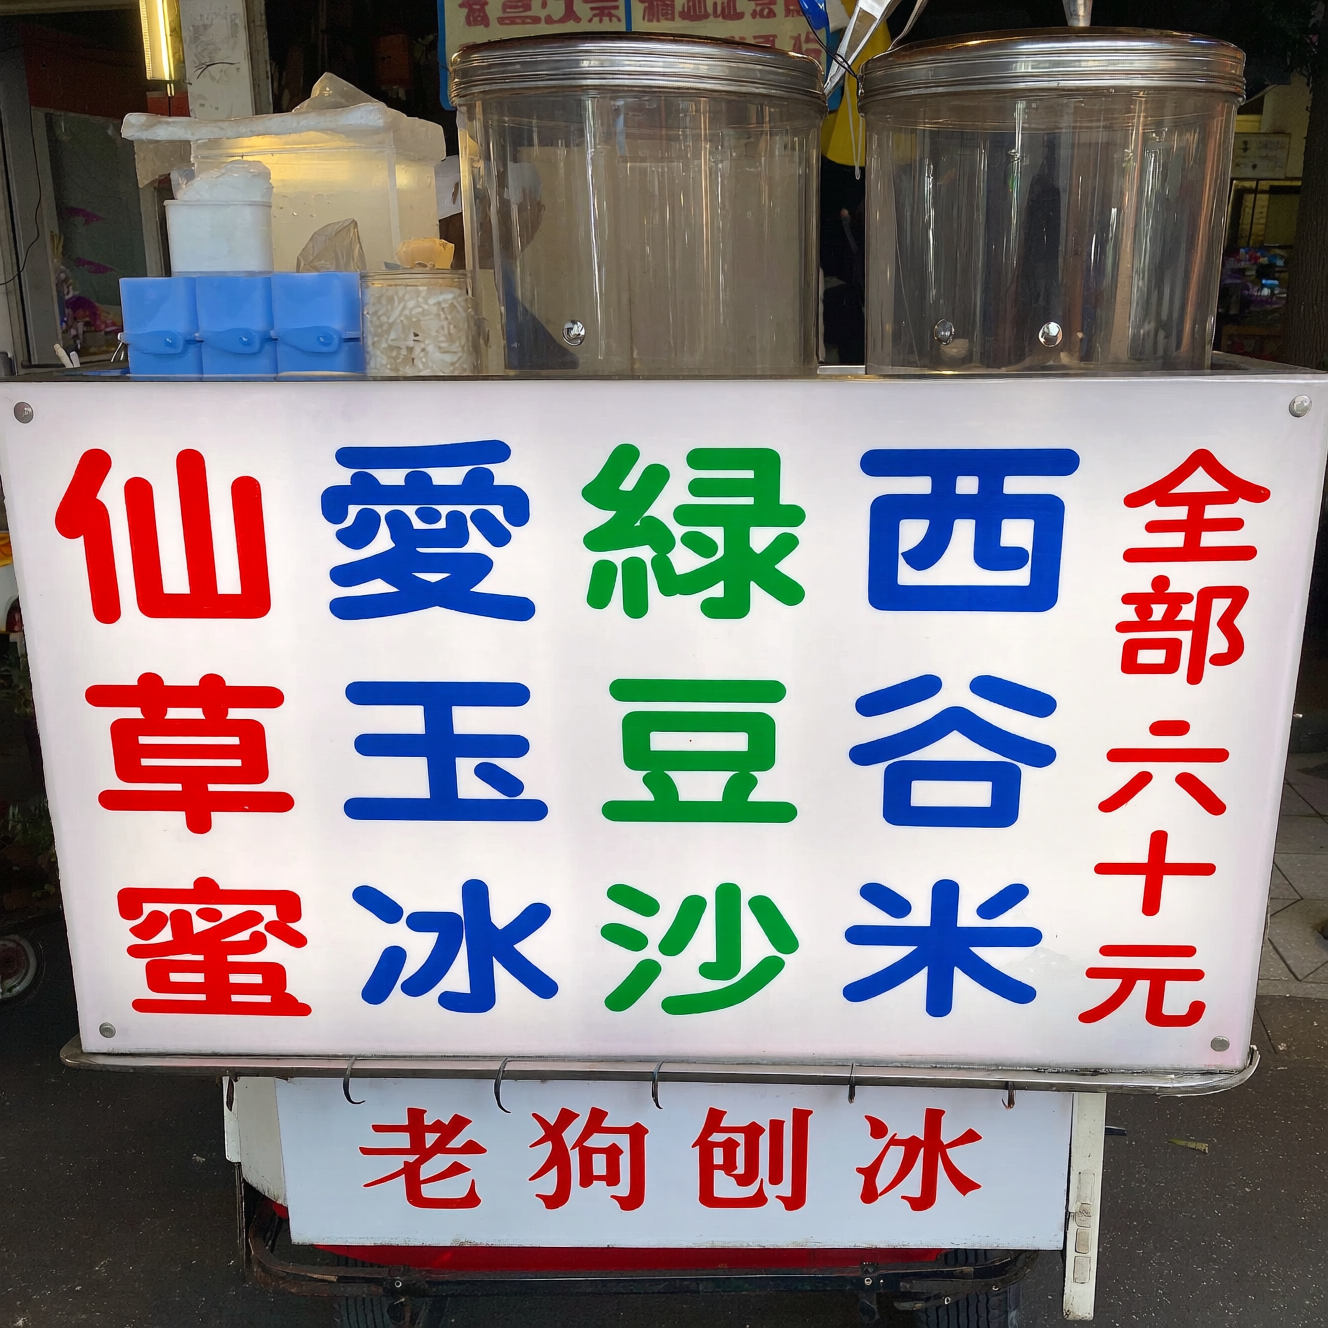 仙草蜜
愛玉冰
緑豆沙
西谷米
全部六十元
老狗刨冰